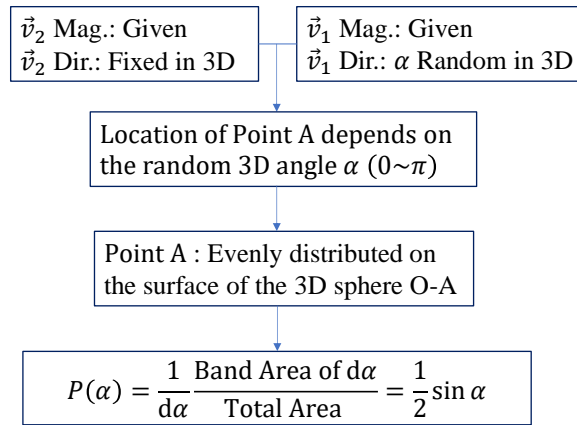 v⃗₂ Mag.: Given
v⃗₂ Dir.: Fixed in 3D
v⃗₁ Mag.: Given
v⃗₁ Dir.: α Random in 3D
Location of Point A depends on
the random 3D angle α (0~π)
Point A : Evenly distributed on
the surface of the 3D sphere O-A
P(α) = 1/dα Band Area of dα/Total Area = 1/2 sin α